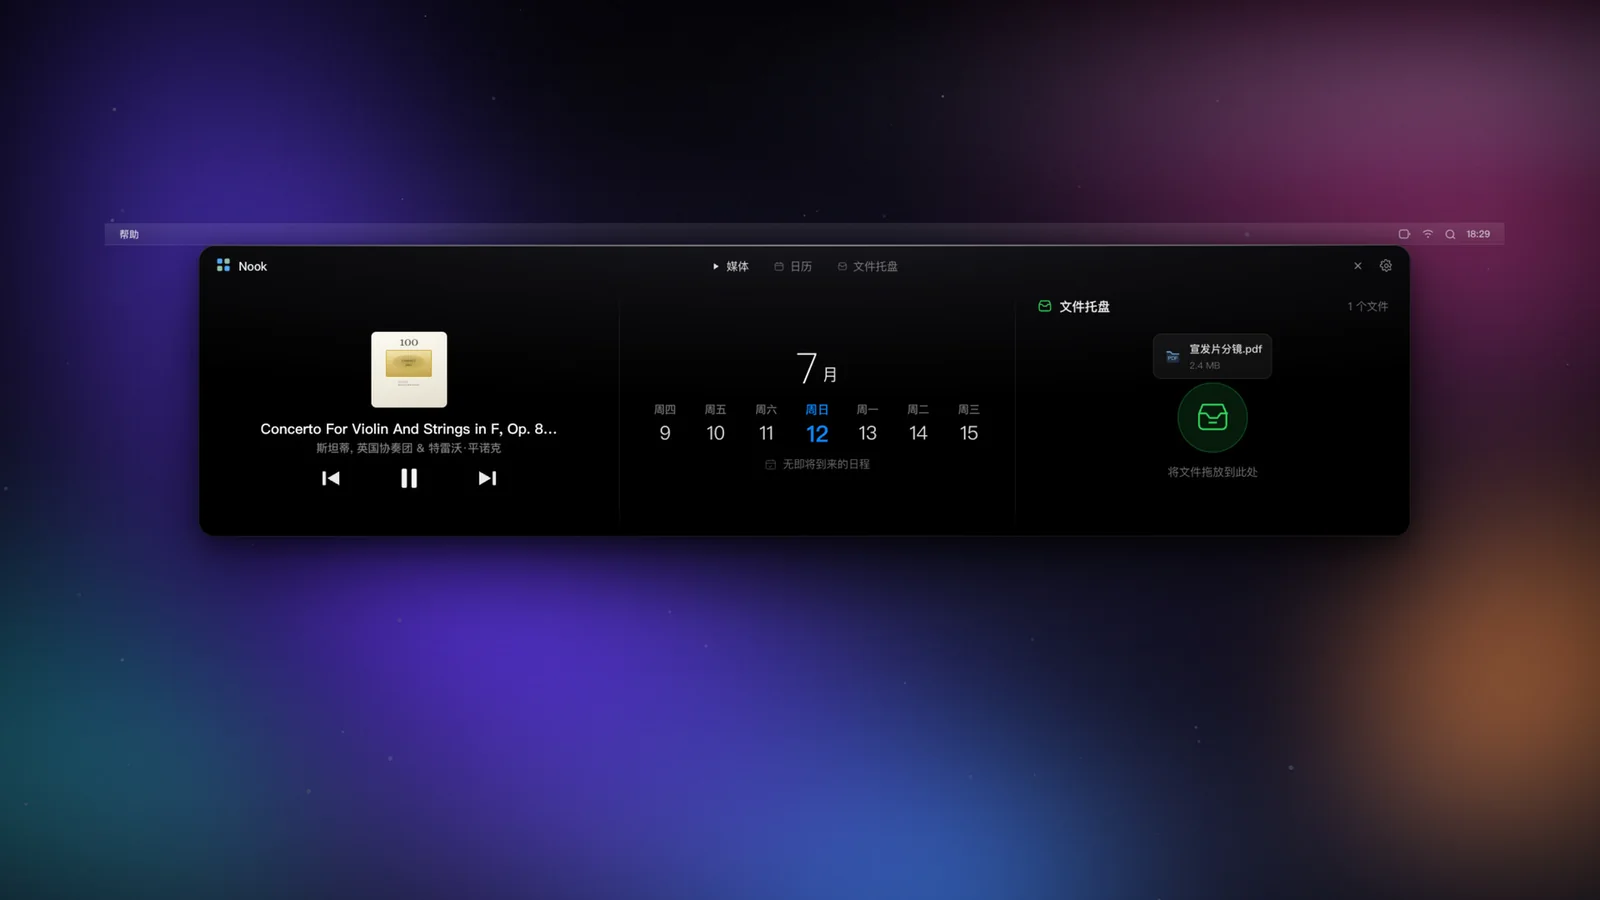 帮助
18:29
Nook
媒体
日历
文件托盘
100
Concerto For Violin And Strings in F, Op. 8...
斯坦蒂, 英国协奏团 & 特雷沃·平诺克
7月
周四 周五 周六 周日 周一 周二 周三
9 10 11 12 13 14 15
无即将到来的日程
文件托盘
1 个文件
PDF
宣发片分镜.pdf
2.4 MB
将文件拖放到此处